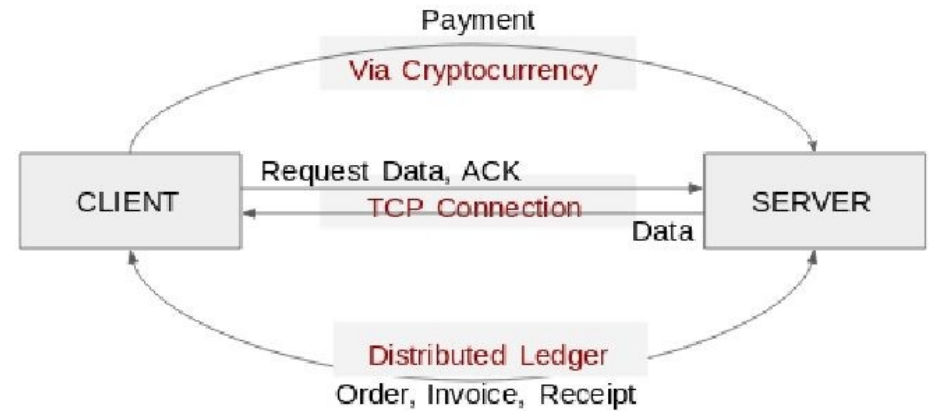 Payment
Via Cryptocurrency
Request Data, ACK
CLIENT
TCP Connection
SERVER
Data
Distributed Ledger
Order, Invoice, Receipt